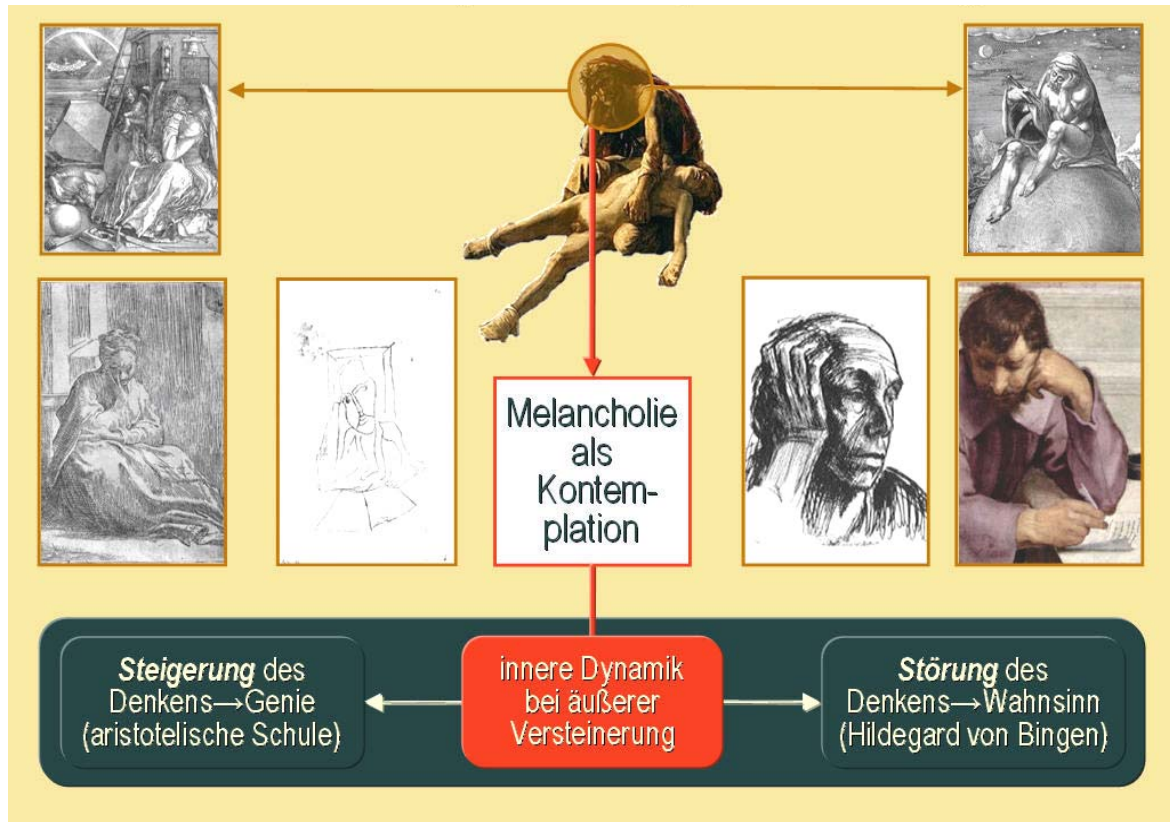 Melancholie
als
Kontem-
plation
Steigerung des
Denkens→Genie
(aristotelische Schule)
innere Dynamik
bei äußerer
Versteinerung
Störung des
Denkens→Wahnsinn
(Hildegard von Bingen)